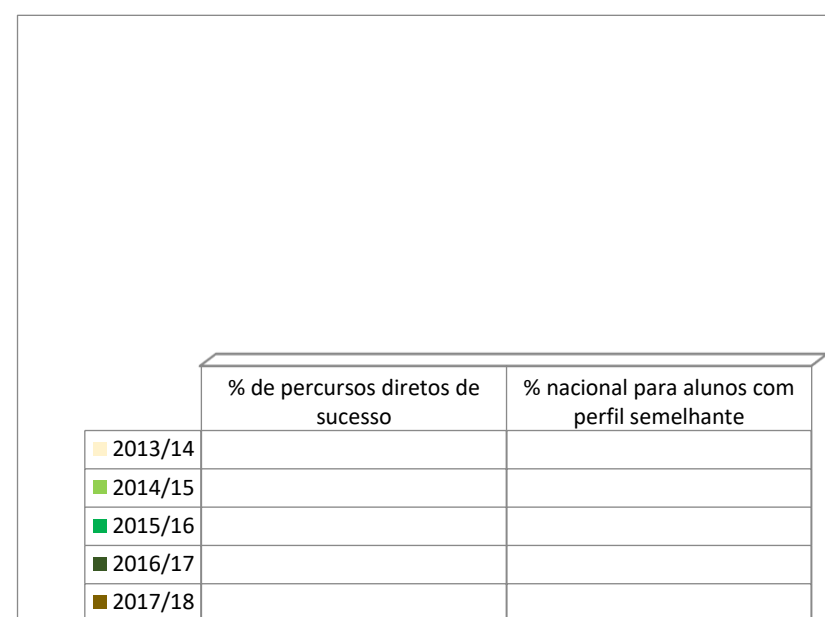 % de percursos diretos de
sucesso
% nacional para alunos com
perfil semelhante
2013/14
2014/15
2015/16
2016/17
2017/18